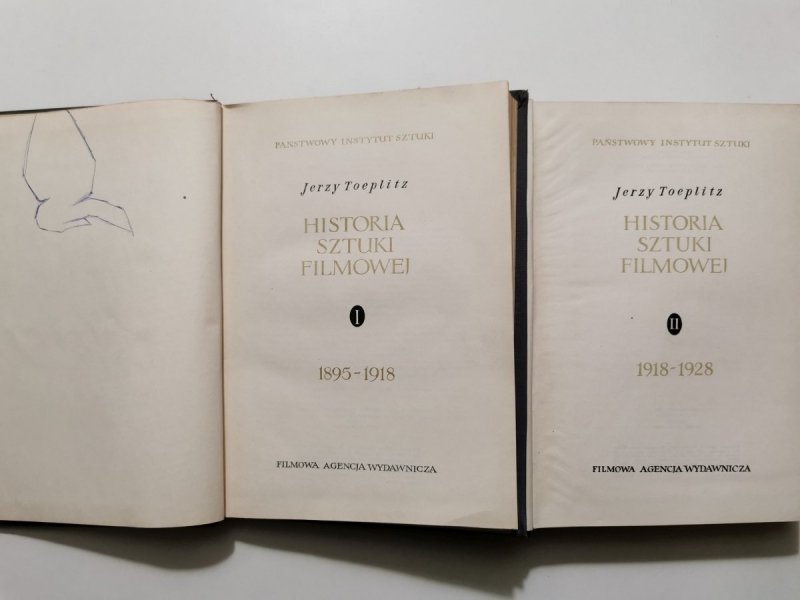 PAŃSTWOWY INSTYTUT SZTUKI
Jerzy Toeplitz
HISTORIA
SZTUKI
FILMOWEJ
I
1895-1918
FILMOWA AGENCJA WYDAWNICZA
PAŃSTWOWY INSTYTUT SZTUKI
Jerzy Toeplitz
HISTORIA
SZTUKI
FILMOWEJ
II
1918-1928
FILMOWA AGENCJA WYDAWNICZA